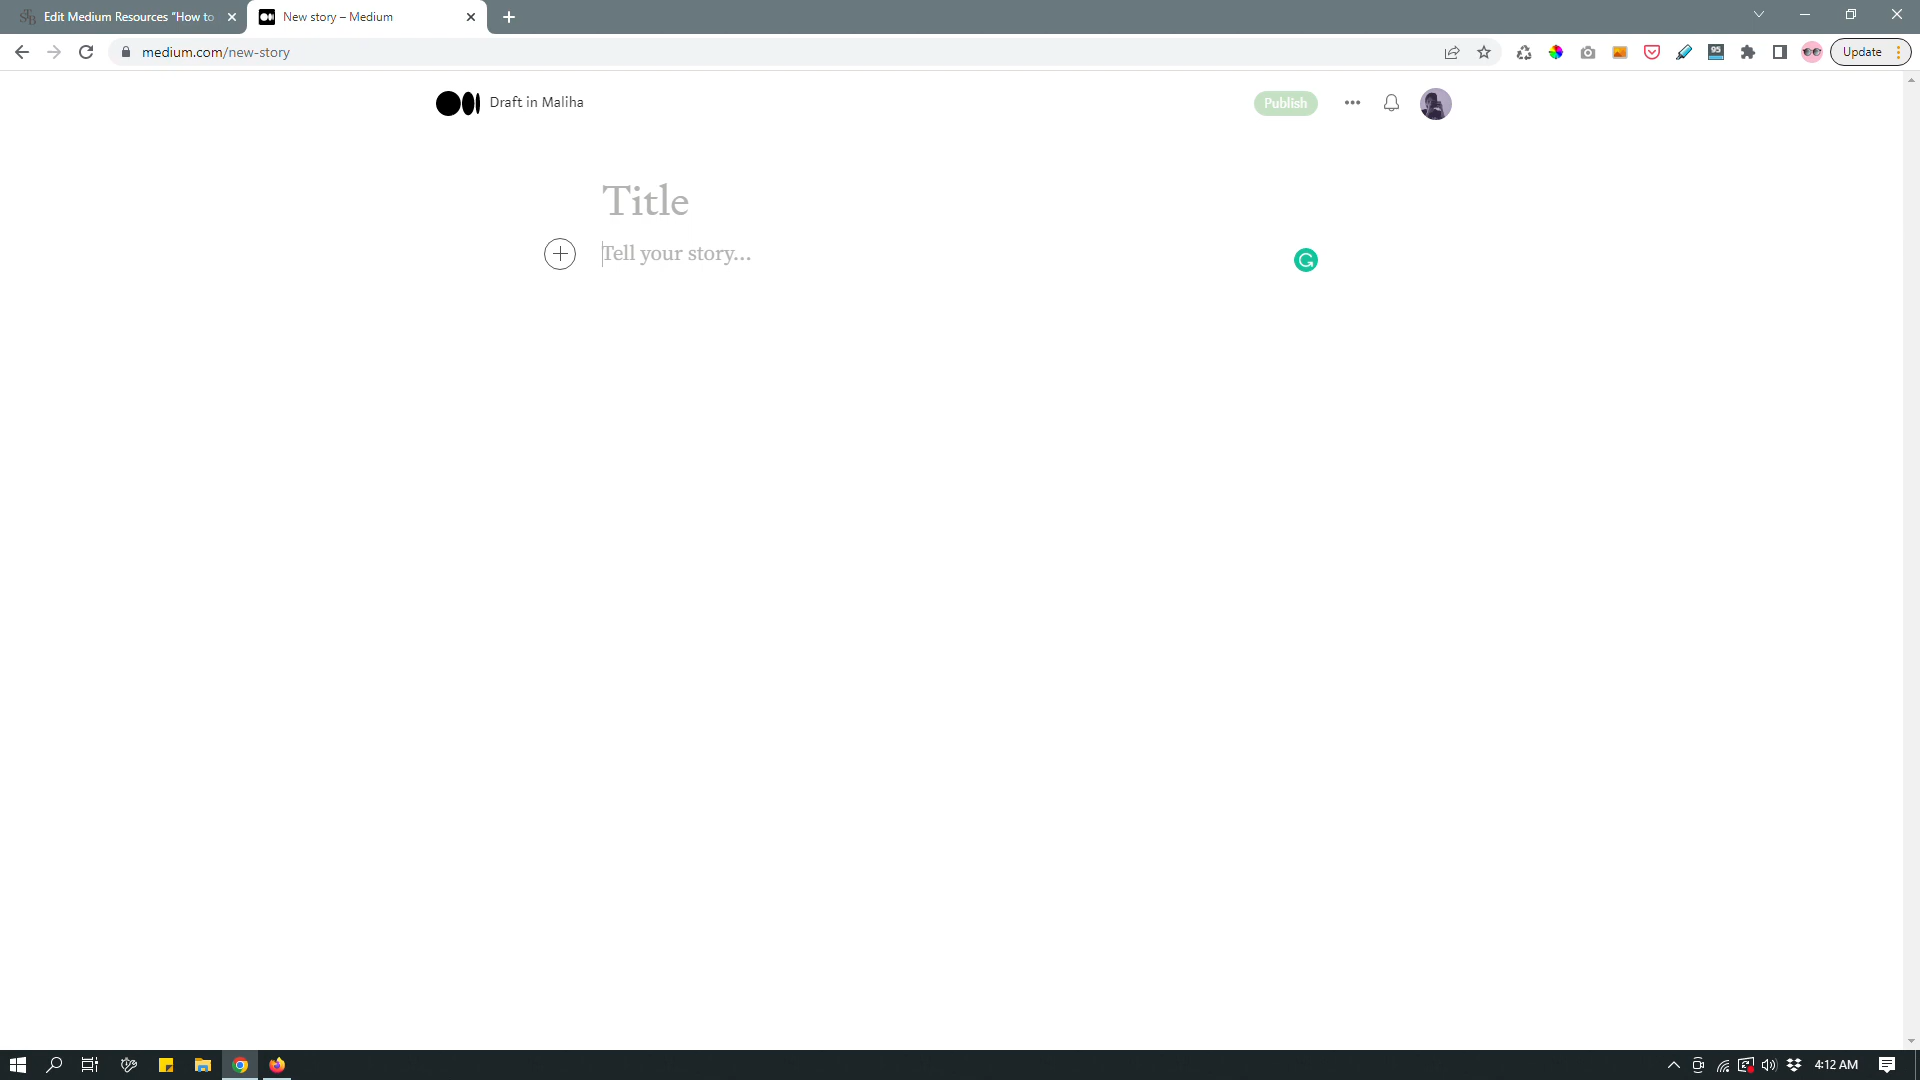 Edit Medium Resources “How to
New story – Medium
medium.com/new-story
95
Update
Draft in Maliha
Publish
Title
Tell your story...
4:12 AM